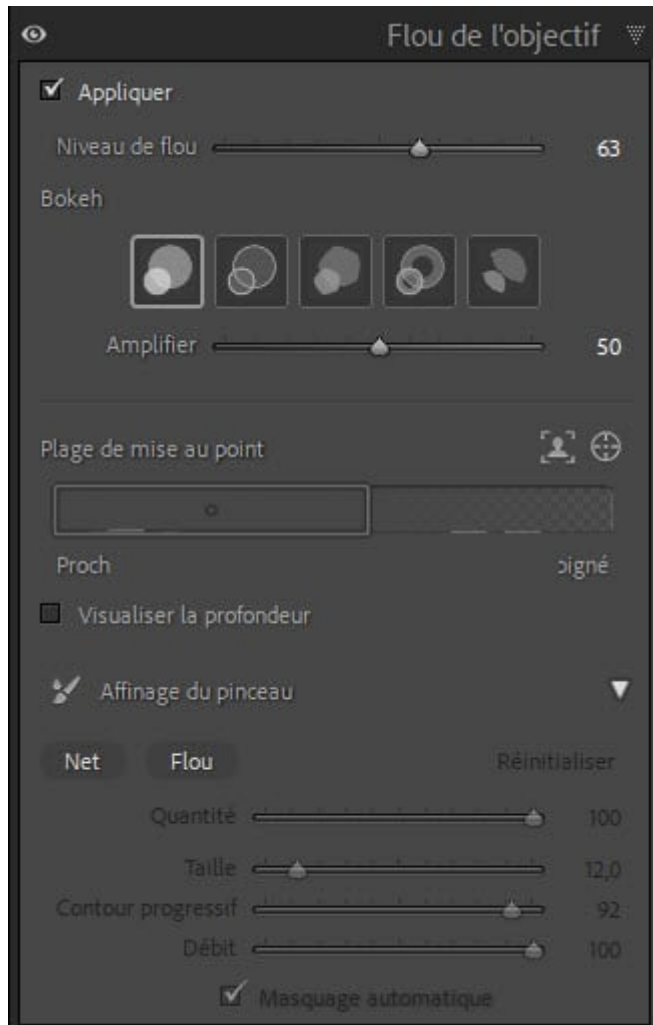 Flou de l'objectif
Appliquer
Niveau de flou 63
Bokeh
Amplifier 50
Plage de mise au point
Proch oigné
Visualiser la profondeur
Affinage du pinceau
Net Flou Réinitialiser
Quantité 100
Taille 12,0
Contour progressif 92
Débit 100
Masquage automatique